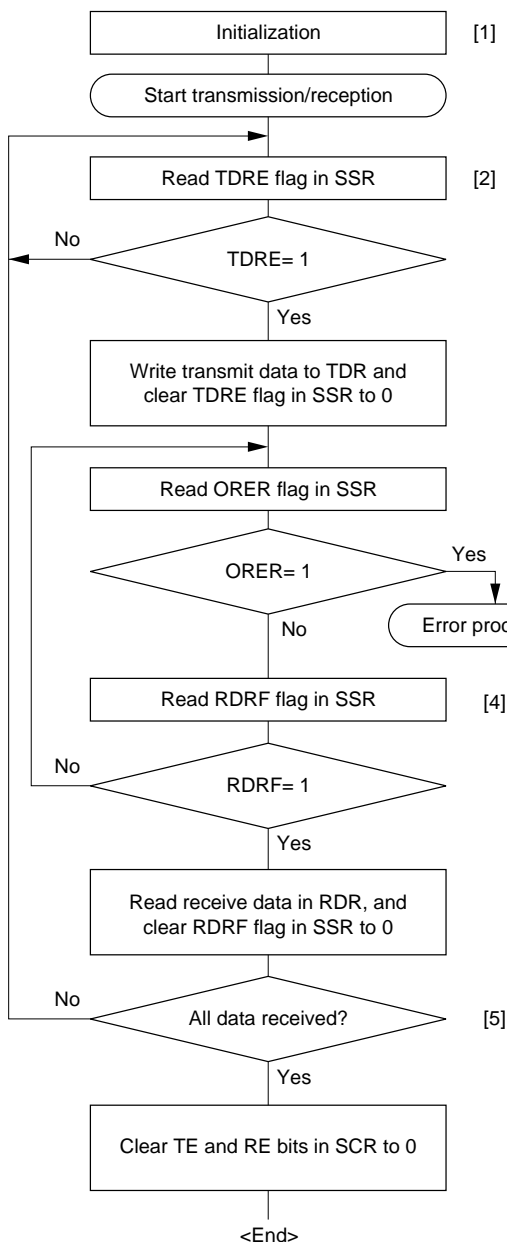 Initialization
[1]
Start transmission/reception
Read TDRE flag in SSR
[2]
No
TDRE= 1
Yes
Write transmit data to TDR and
clear TDRE flag in SSR to 0
Read ORER flag in SSR
Yes
ORER= 1
No
Error
Read RDRF flag in SSR
[4]
No
RDRF= 1
Yes
Read receive data in RDR, and
clear RDRF flag in SSR to 0
No
All data received?
[5]
Yes
Clear TE and RE bits in SCR to 0
<End>